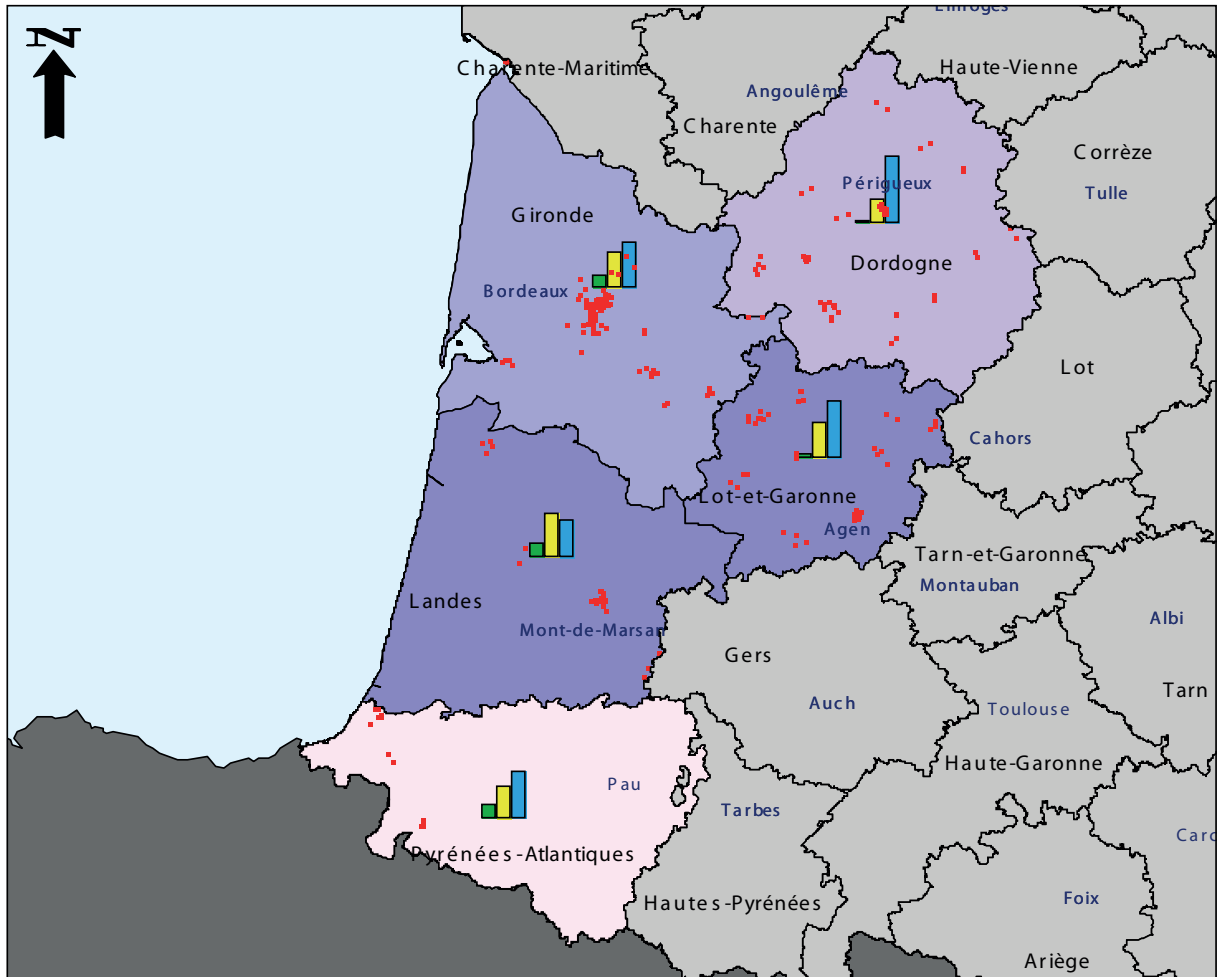 N
Limoges
Charente-Maritime
Haute-Vienne
Angoulême
Charente
Corrèze
Périgueux
Tulle
Gironde
Dordogne
Bordeaux
Lot
Cahors
Lot-et-Garonne
Agen
Tarn-et-Garonne
Montauban
Landes
Albi
Mont-de-Marsan
Gers
Tarn
Auch
Toulouse
Haute-Garonne
Pau
Tarbes
Carc
Pyrénées-Atlantiques
Foix
Hautes-Pyrénées
Ariège